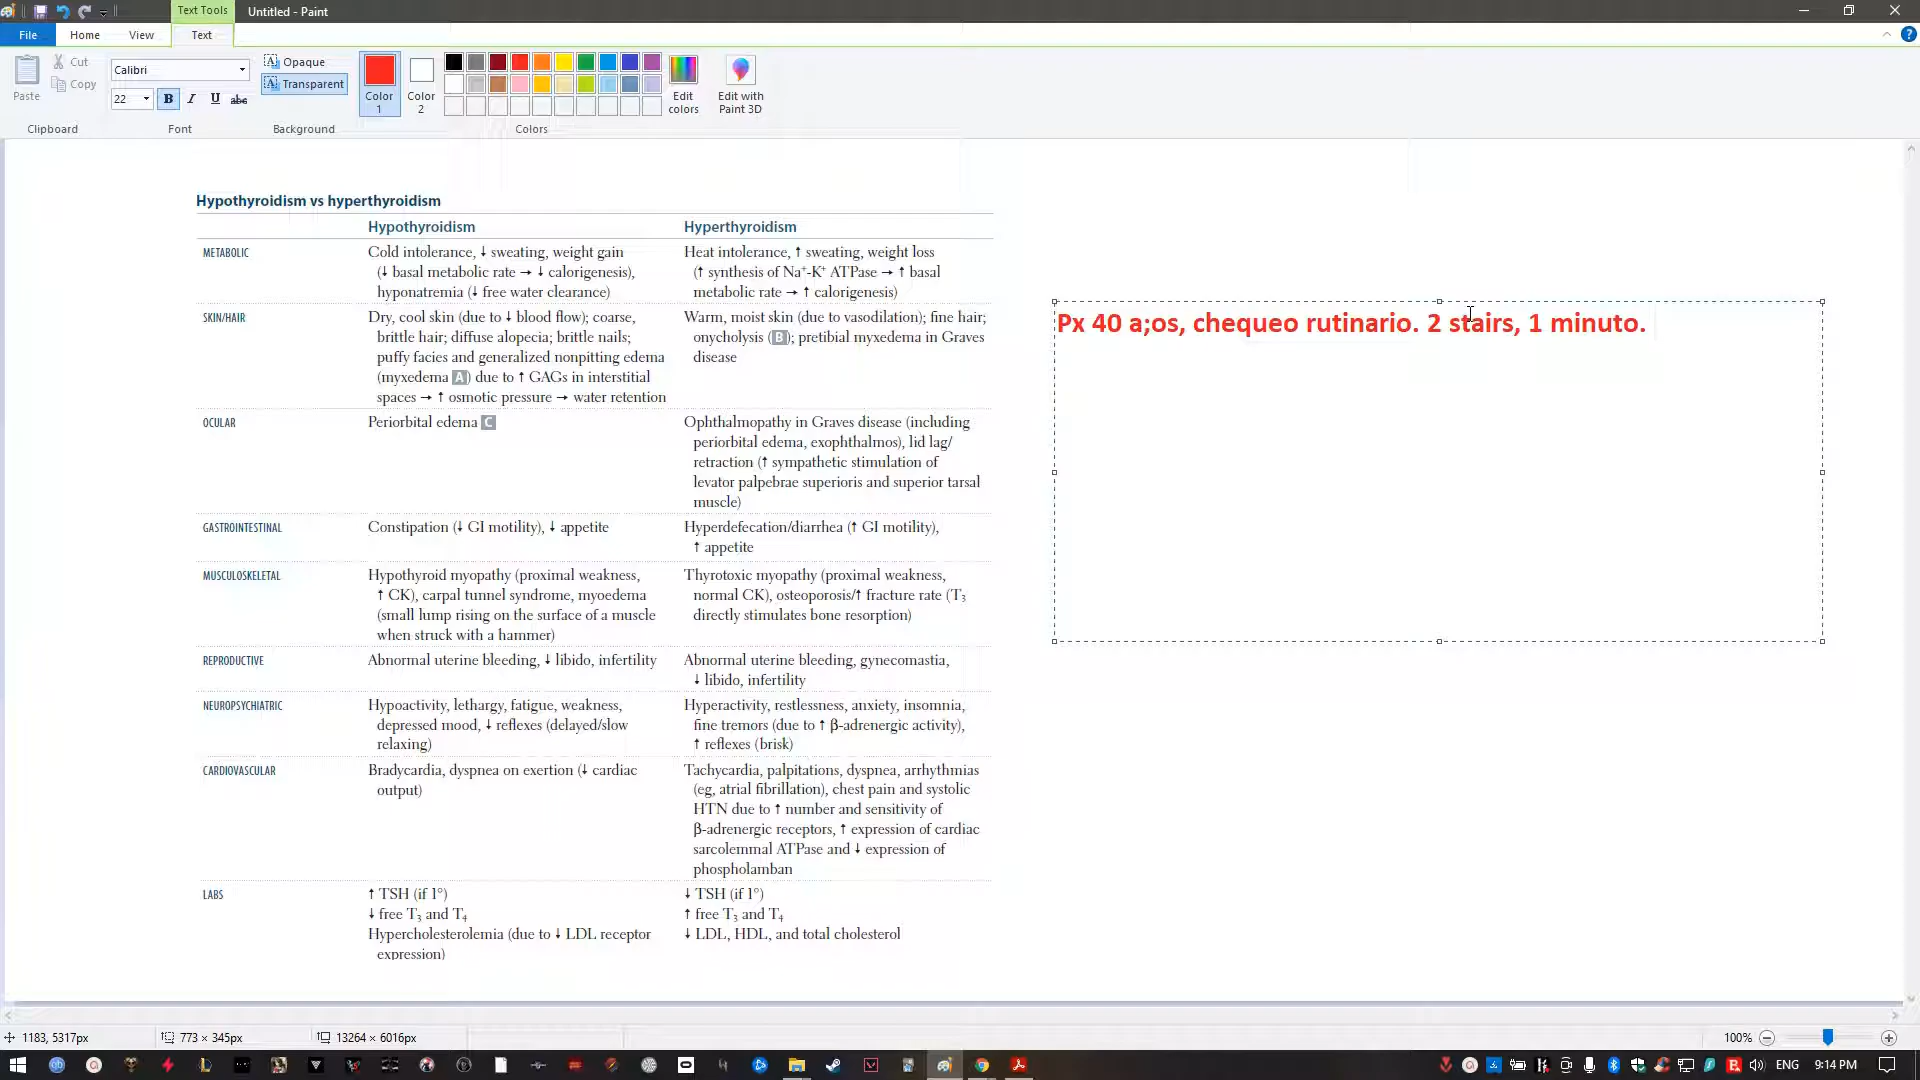 Text Tools
Untitled - Paint
File
Home
View
Text
Paste
Cut
Copy
Clipboard
Calibri
22
B
I
U
abc
Font
Opaque
Transparent
Background
Color 1
Color 2
Edit colors
Edit with Paint 3D
Colors
Hypothyroidism vs hyperthyroidism
Hypothyroidism
Hyperthyroidism
METABOLIC
Cold intolerance, ↓ sweating, weight gain
(↓ basal metabolic rate → ↓ calorigenesis),
hyponatremia (↓ free water clearance)
Heat intolerance, ↑ sweating, weight loss
(↑ synthesis of Na⁺-K⁺ ATPase → ↑ basal
metabolic rate → ↑ calorigenesis)
SKIN/HAIR
Dry, cool skin (due to ↓ blood flow); coarse,
brittle hair; diffuse alopecia; brittle nails;
puffy facies and generalized nonpitting edema
(myxedema A) due to ↑ GAGs in interstitial
spaces → ↑ osmotic pressure → water retention
Warm, moist skin (due to vasodilation); fine hair;
onycholysis (B); pretibial myxedema in Graves
disease
OCULAR
Periorbital edema C
Ophthalmopathy in Graves disease (including
periorbital edema, exophthalmos), lid lag/
retraction (↑ sympathetic stimulation of
levator palpebrae superioris and superior tarsal
muscle)
GASTROINTESTINAL
Constipation (↓ GI motility), ↓ appetite
Hyperdefecation/diarrhea (↑ GI motility),
↑ appetite
MUSCULOSKELETAL
Hypothyroid myopathy (proximal weakness,
↑ CK), carpal tunnel syndrome, myoedema
(small lump rising on the surface of a muscle
when struck with a hammer)
Thyrotoxic myopathy (proximal weakness,
normal CK), osteoporosis/↑ fracture rate (T₃
directly stimulates bone resorption)
REPRODUCTIVE
Abnormal uterine bleeding, ↓ libido, infertility
Abnormal uterine bleeding, gynecomastia,
↓ libido, infertility
NEUROPSYCHIATRIC
Hypoactivity, lethargy, fatigue, weakness,
depressed mood, ↓ reflexes (delayed/slow
relaxing)
Hyperactivity, restlessness, anxiety, insomnia,
fine tremors (due to ↑ β-adrenergic activity),
↑ reflexes (brisk)
CARDIOVASCULAR
Bradycardia, dyspnea on exertion (↓ cardiac
output)
Tachycardia, palpitations, dyspnea, arrhythmias
(eg, atrial fibrillation), chest pain and systolic
HTN due to ↑ number and sensitivity of
β-adrenergic receptors, ↑ expression of cardiac
sarcolemmal ATPase and ↓ expression of
phospholamban
LABS
↑ TSH (if 1°)
↓ free T₃ and T₄
Hypercholesterolemia (due to ↓ LDL receptor
expression)
↓ TSH (if 1°)
↑ free T₃ and T₄
↓ LDL, HDL, and total cholesterol
Px 40 a;os, chequeo rutinario. 2 stairs, 1 minuto.
1183, 5317px
773 × 345px
13264 × 6016px
100%
ENG
9:14 PM